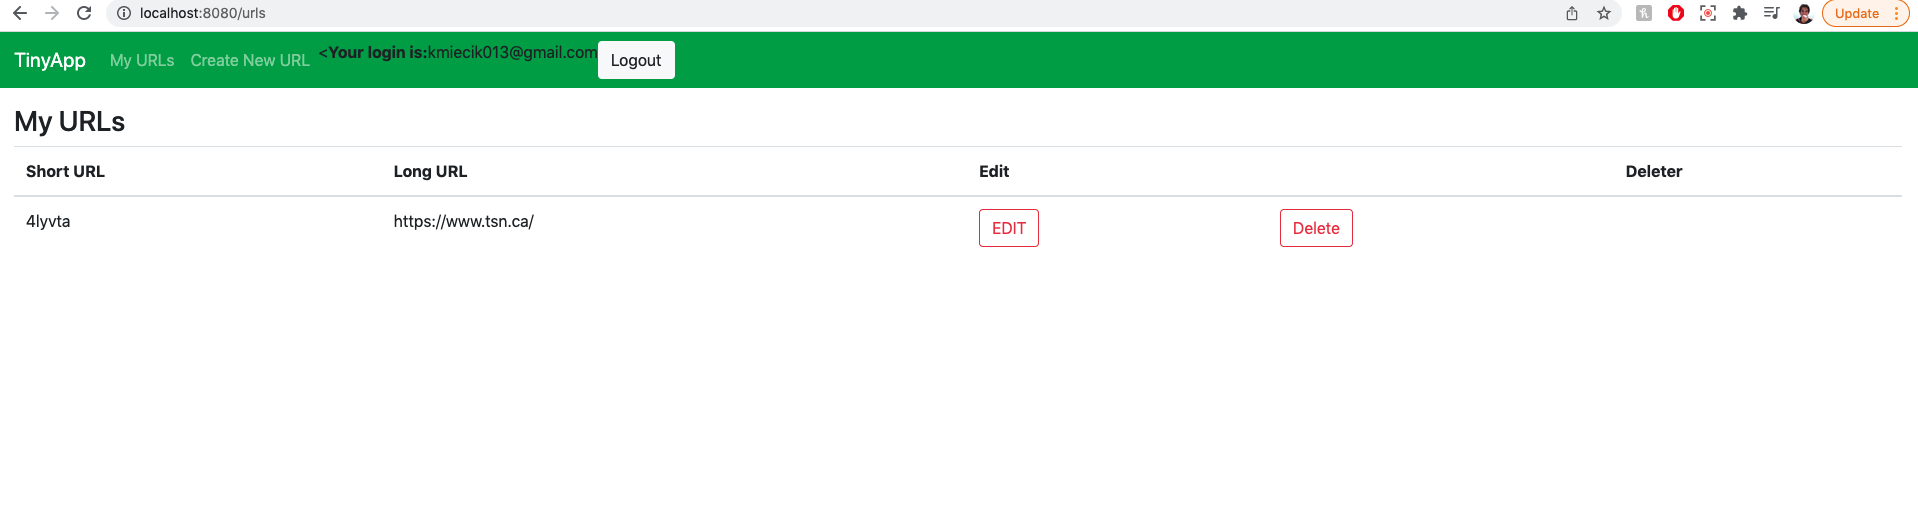 localhost:8080/urls
Update
TinyApp My URLs Create New URL <Your login is:kmiecik013@gmail.com Logout
My URLs
Short URL Long URL Edit Deleter
4lyvta https://www.tsn.ca/ EDIT Delete